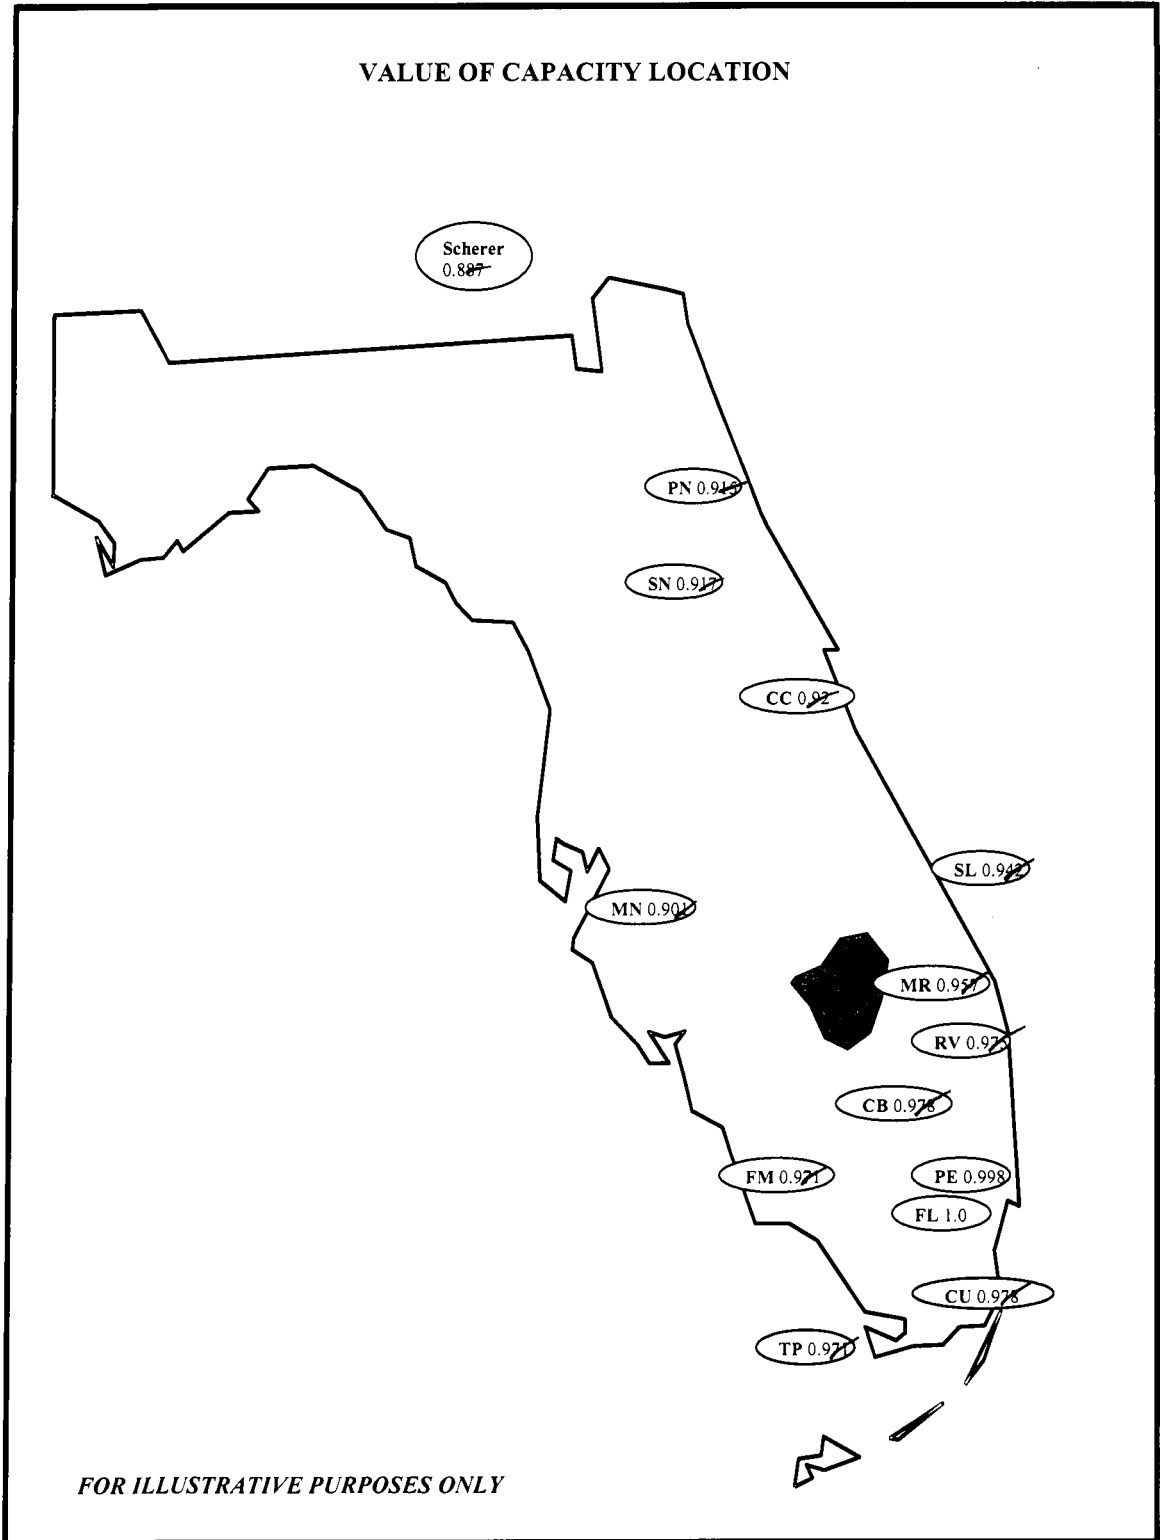 VALUE OF CAPACITY LOCATION
Scherer
0.887
PN 0.915
SN 0.917
CC 0.92
SL 0.942
MN 0.901
MR 0.957
RV 0.975
CB 0.978
FM 0.971
PE 0.998
FL 1.0
CU 0.978
TP 0.971
FOR ILLUSTRATIVE PURPOSES ONLY